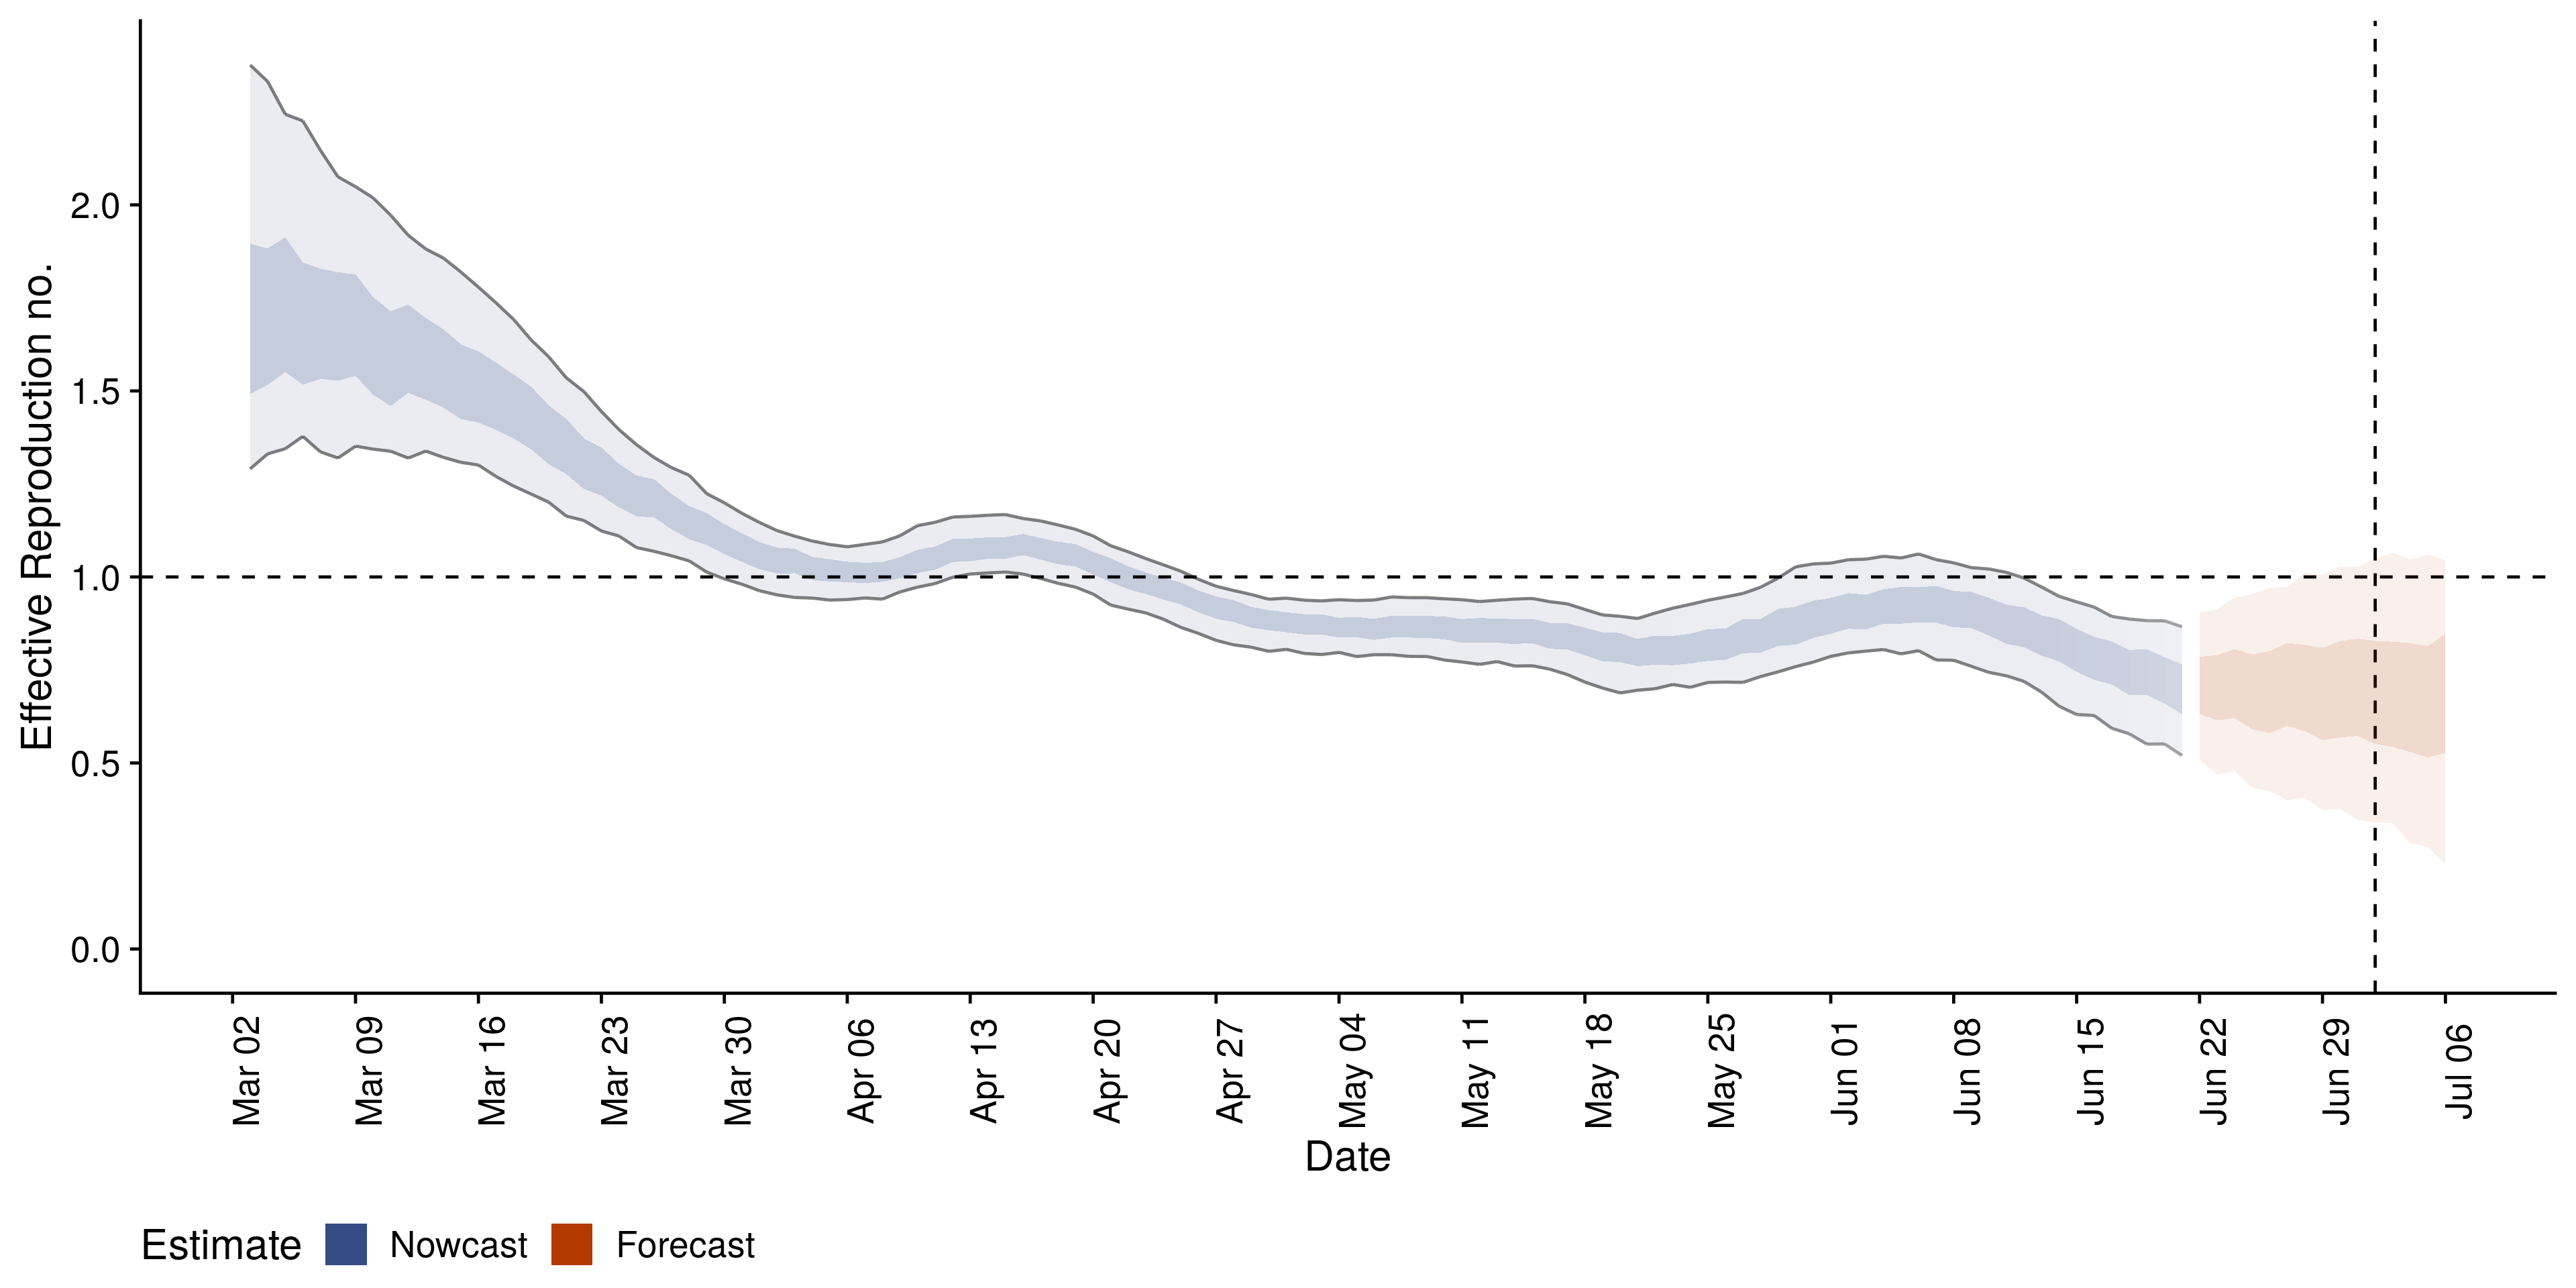 Effective Reproduction no.
2.0
1.5
1.0
0.5
0.0
Mar 02
Mar 09
Mar 16
Mar 23
Mar 30
Apr 06
Apr 13
Apr 20
Apr 27
May 04
May 11
May 18
May 25
Jun 01
Jun 08
Jun 15
Jun 22
Jun 29
Jul 06
Date
Estimate Nowcast Forecast